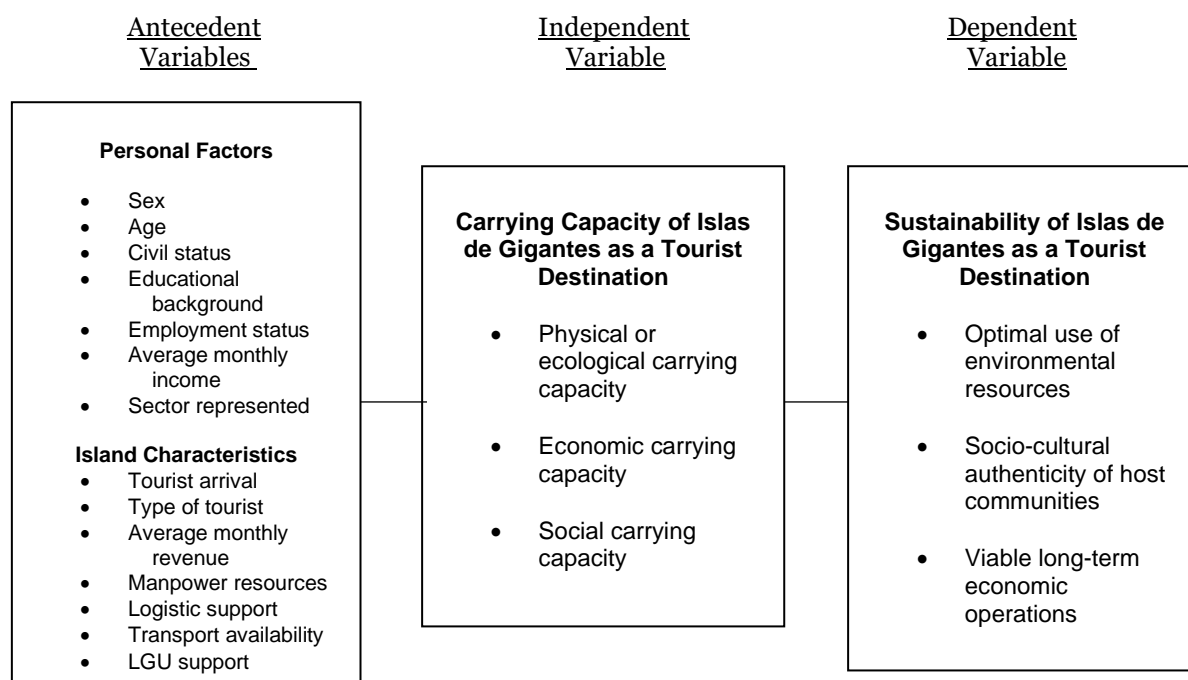 Antecedent
Variables
Independent
Variable
Dependent
Variable
Personal Factors
• Sex
• Age
• Civil status
• Educational
background
• Employment status
• Average monthly
income
• Sector represented
Island Characteristics
• Tourist arrival
• Type of tourist
• Average monthly
revenue
• Manpower resources
• Logistic support
• Transport availability
• LGU support
Carrying Capacity of Islas
de Gigantes as a Tourist
Destination
• Physical or
ecological carrying
capacity
• Economic carrying
capacity
• Social carrying
capacity
Sustainability of Islas de
Gigantes as a Tourist
Destination
• Optimal use of
environmental
resources
• Socio-cultural
authenticity of host
communities
• Viable long-term
economic
operations